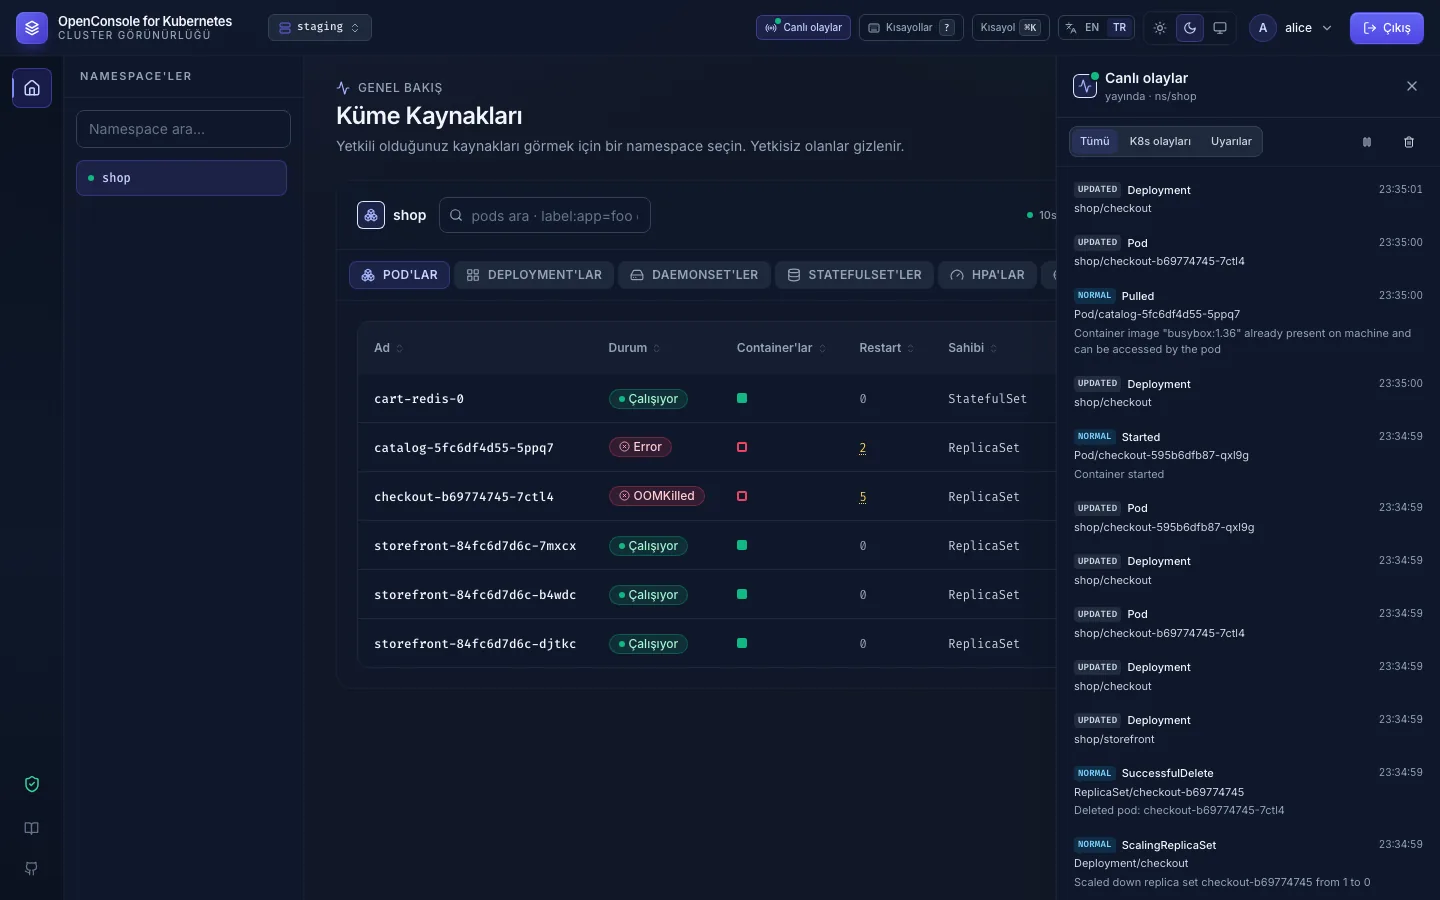 OpenConsole for Kubernetes
CLUSTER GÖRÜNÜRLÜĞÜ
staging
Canlı olaylar
Kısayollar ?
Kısayol ⌘K
EN TR
A alice
Çıkış
NAMESPACE'LER
Namespace ara...
shop
GENEL BAKIŞ
Küme Kaynakları
Yetkili olduğunuz kaynakları görmek için bir namespace seçin. Yetkisiz olanlar gizlenir.
shop
pods ara · label:app=foo
10s
POD'LAR DEPLOYMENT'LAR DAEMONSET'LER STATEFULSET'LER HPA'LAR
Ad Durum Container'lar Restart Sahibi
cart-redis-0 Çalışıyor 0 StatefulSet
catalog-5fc6df4d55-5ppq7 Error 2 ReplicaSet
checkout-b69774745-7ctl4 OOMKilled 5 ReplicaSet
storefront-84fc6d7d6c-7mxcx Çalışıyor 0 ReplicaSet
storefront-84fc6d7d6c-b4wdc Çalışıyor 0 ReplicaSet
storefront-84fc6d7d6c-djtkc Çalışıyor 0 ReplicaSet
Canlı olaylar
yayında · ns/shop
Tümü K8s olayları Uyarılar
UPDATED Deployment 23:35:01
shop/checkout
UPDATED Pod 23:35:00
shop/checkout-b69774745-7ctl4
NORMAL Pulled 23:35:00
Pod/catalog-5fc6df4d55-5ppq7
Container image "busybox:1.36" already present on machine and
can be accessed by the pod
UPDATED Deployment 23:35:00
shop/checkout
NORMAL Started 23:34:59
Pod/checkout-595b6dfb87-qxl9g
Container started
UPDATED Pod 23:34:59
shop/checkout-595b6dfb87-qxl9g
UPDATED Deployment 23:34:59
shop/checkout
UPDATED Pod 23:34:59
shop/checkout-b69774745-7ctl4
UPDATED Deployment 23:34:59
shop/checkout
UPDATED Deployment 23:34:59
shop/storefront
NORMAL SuccessfulDelete 23:34:59
ReplicaSet/checkout-b69774745
Deleted pod: checkout-b69774745-7ctl4
NORMAL ScalingReplicaSet 23:34:59
Deployment/checkout
Scaled down replica set checkout-b69774745 from 1 to 0